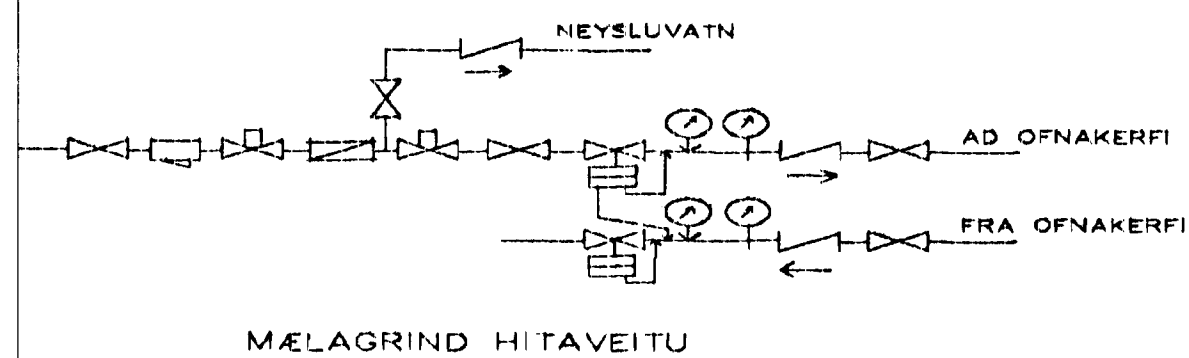 NEYSLUVATN
AD OFNAKERFI
FRA OFNAKERFI
MÆLAGRIND HITAVEITU